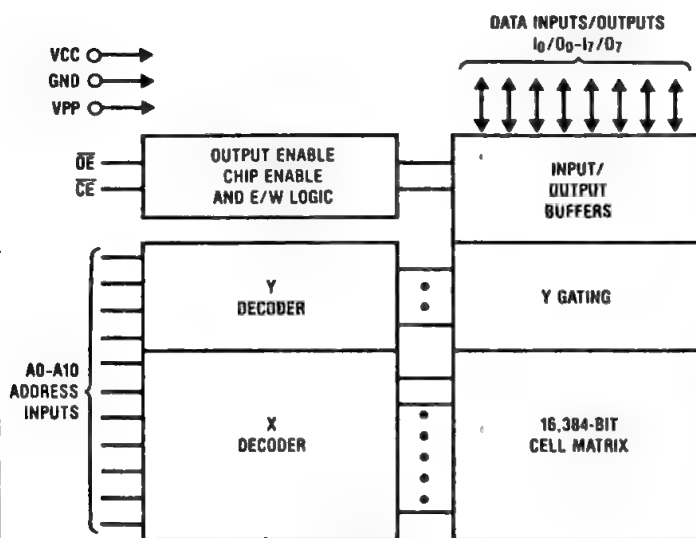 DATA INPUTS/OUTPUTS
I0/O0-I7/O7
VCC
GND
VPP
OE
CE
OUTPUT ENABLE
CHIP ENABLE
AND E/W LOGIC
INPUT/
OUTPUT
BUFFERS
Y
DECODER
Y GATING
A0-A10
ADDRESS
INPUTS
X
DECODER
16,384-BIT
CELL MATRIX